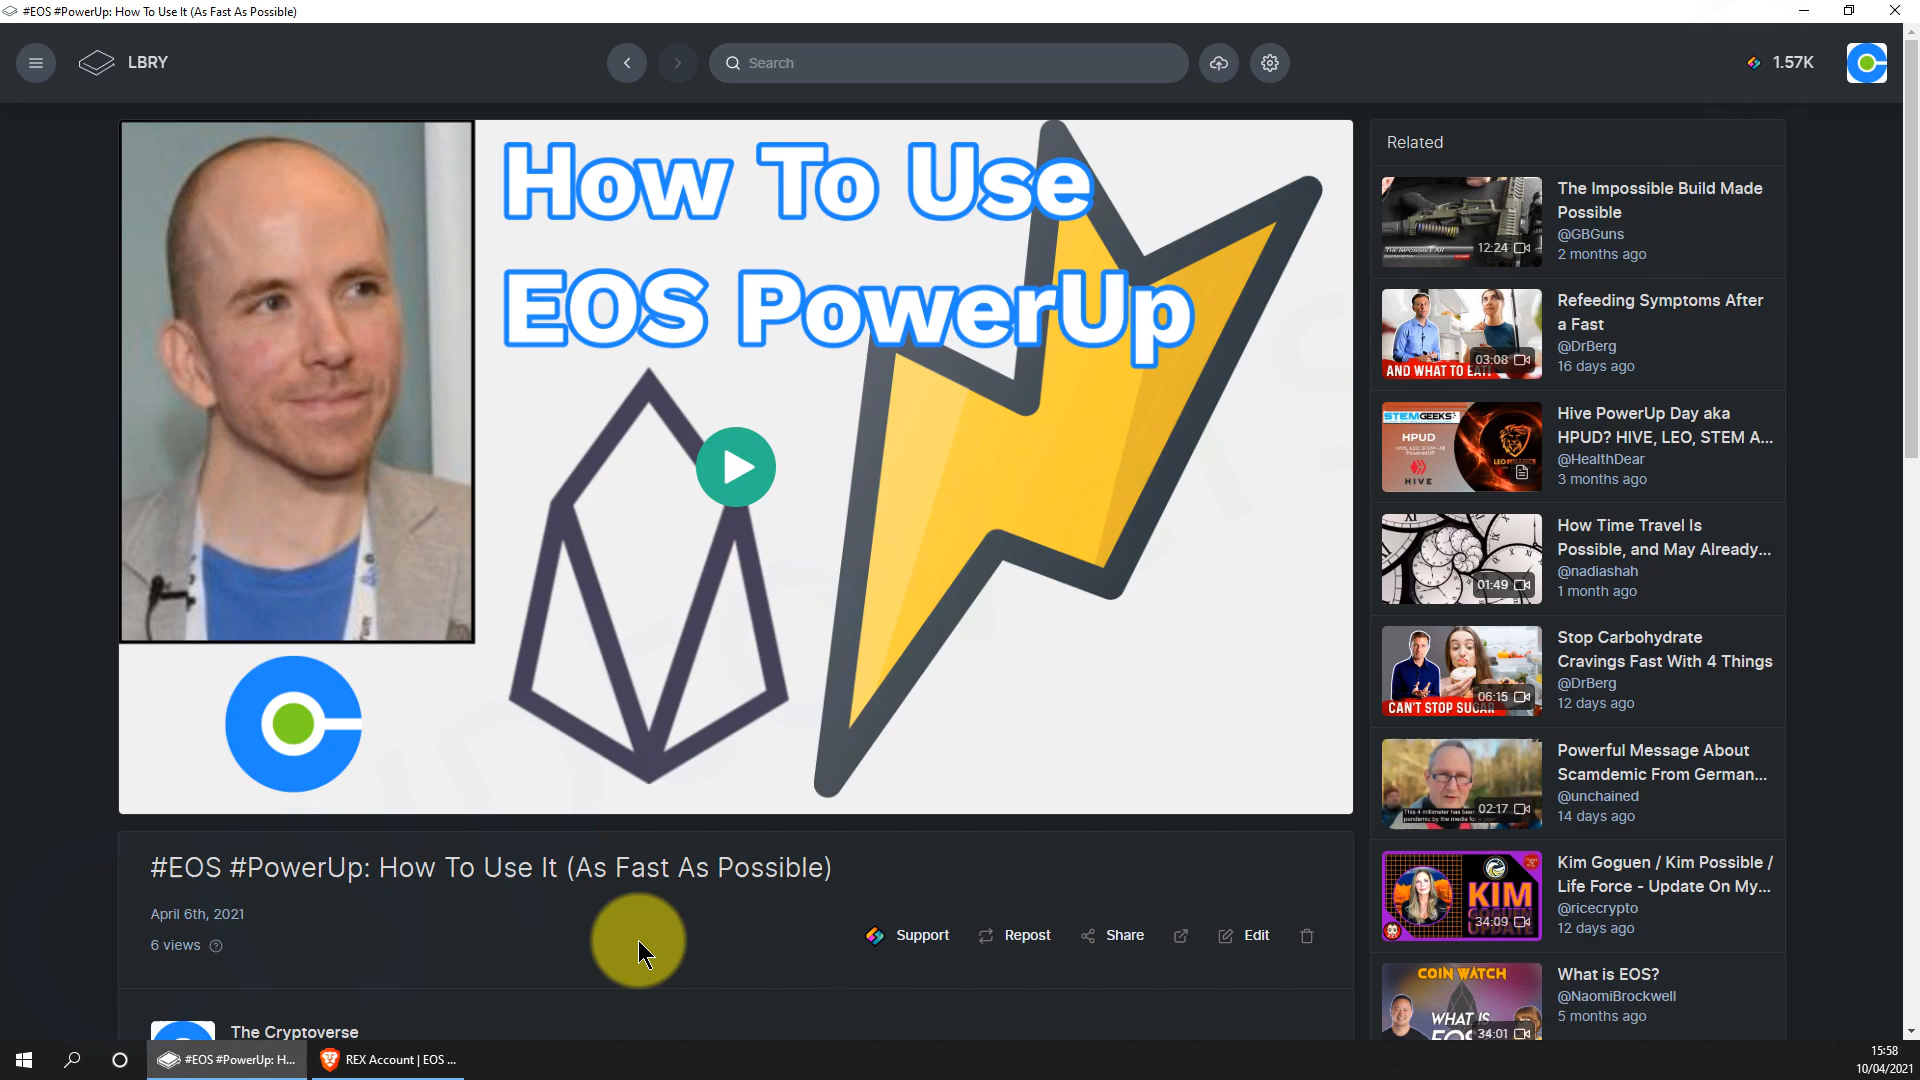 #EOS #PowerUp: How To Use It (As Fast As Possible)
LBRY
Search
1.57K
How To Use
EOS PowerUp
#EOS #PowerUp: How To Use It (As Fast As Possible)
April 6th, 2021
6 views
Support
Repost
Share
Edit
The Cryptoverse
Related
12:24
The Impossible Build Made
Possible
@GBGuns
2 months ago
AND WHAT TO EAT!
03:08
Refeeding Symptoms After
a Fast
@DrBerg
16 days ago
STEMGEEKS
HPUD
HIVE
Hive PowerUp Day aka
HPUD? HIVE, LEO, STEM A...
@HealthDear
3 months ago
01:49
How Time Travel Is
Possible, and May Already...
@nadiashah
1 month ago
CAN'T STOP SUGAR
06:15
Stop Carbohydrate
Cravings Fast With 4 Things
@DrBerg
12 days ago
02:17
Powerful Message About
Scamdemic From German...
@unchained
14 days ago
KIM
GOGUEN
UPDATE
34:09
Kim Goguen / Kim Possible /
Life Force - Update On My...
@ricecrypto
12 days ago
COIN WATCH
WHAT IS
34:01
What is EOS?
@NaomiBrockwell
5 months ago
#EOS #PowerUp: H...
REX Account | EOS ...
15:58
10/04/2021